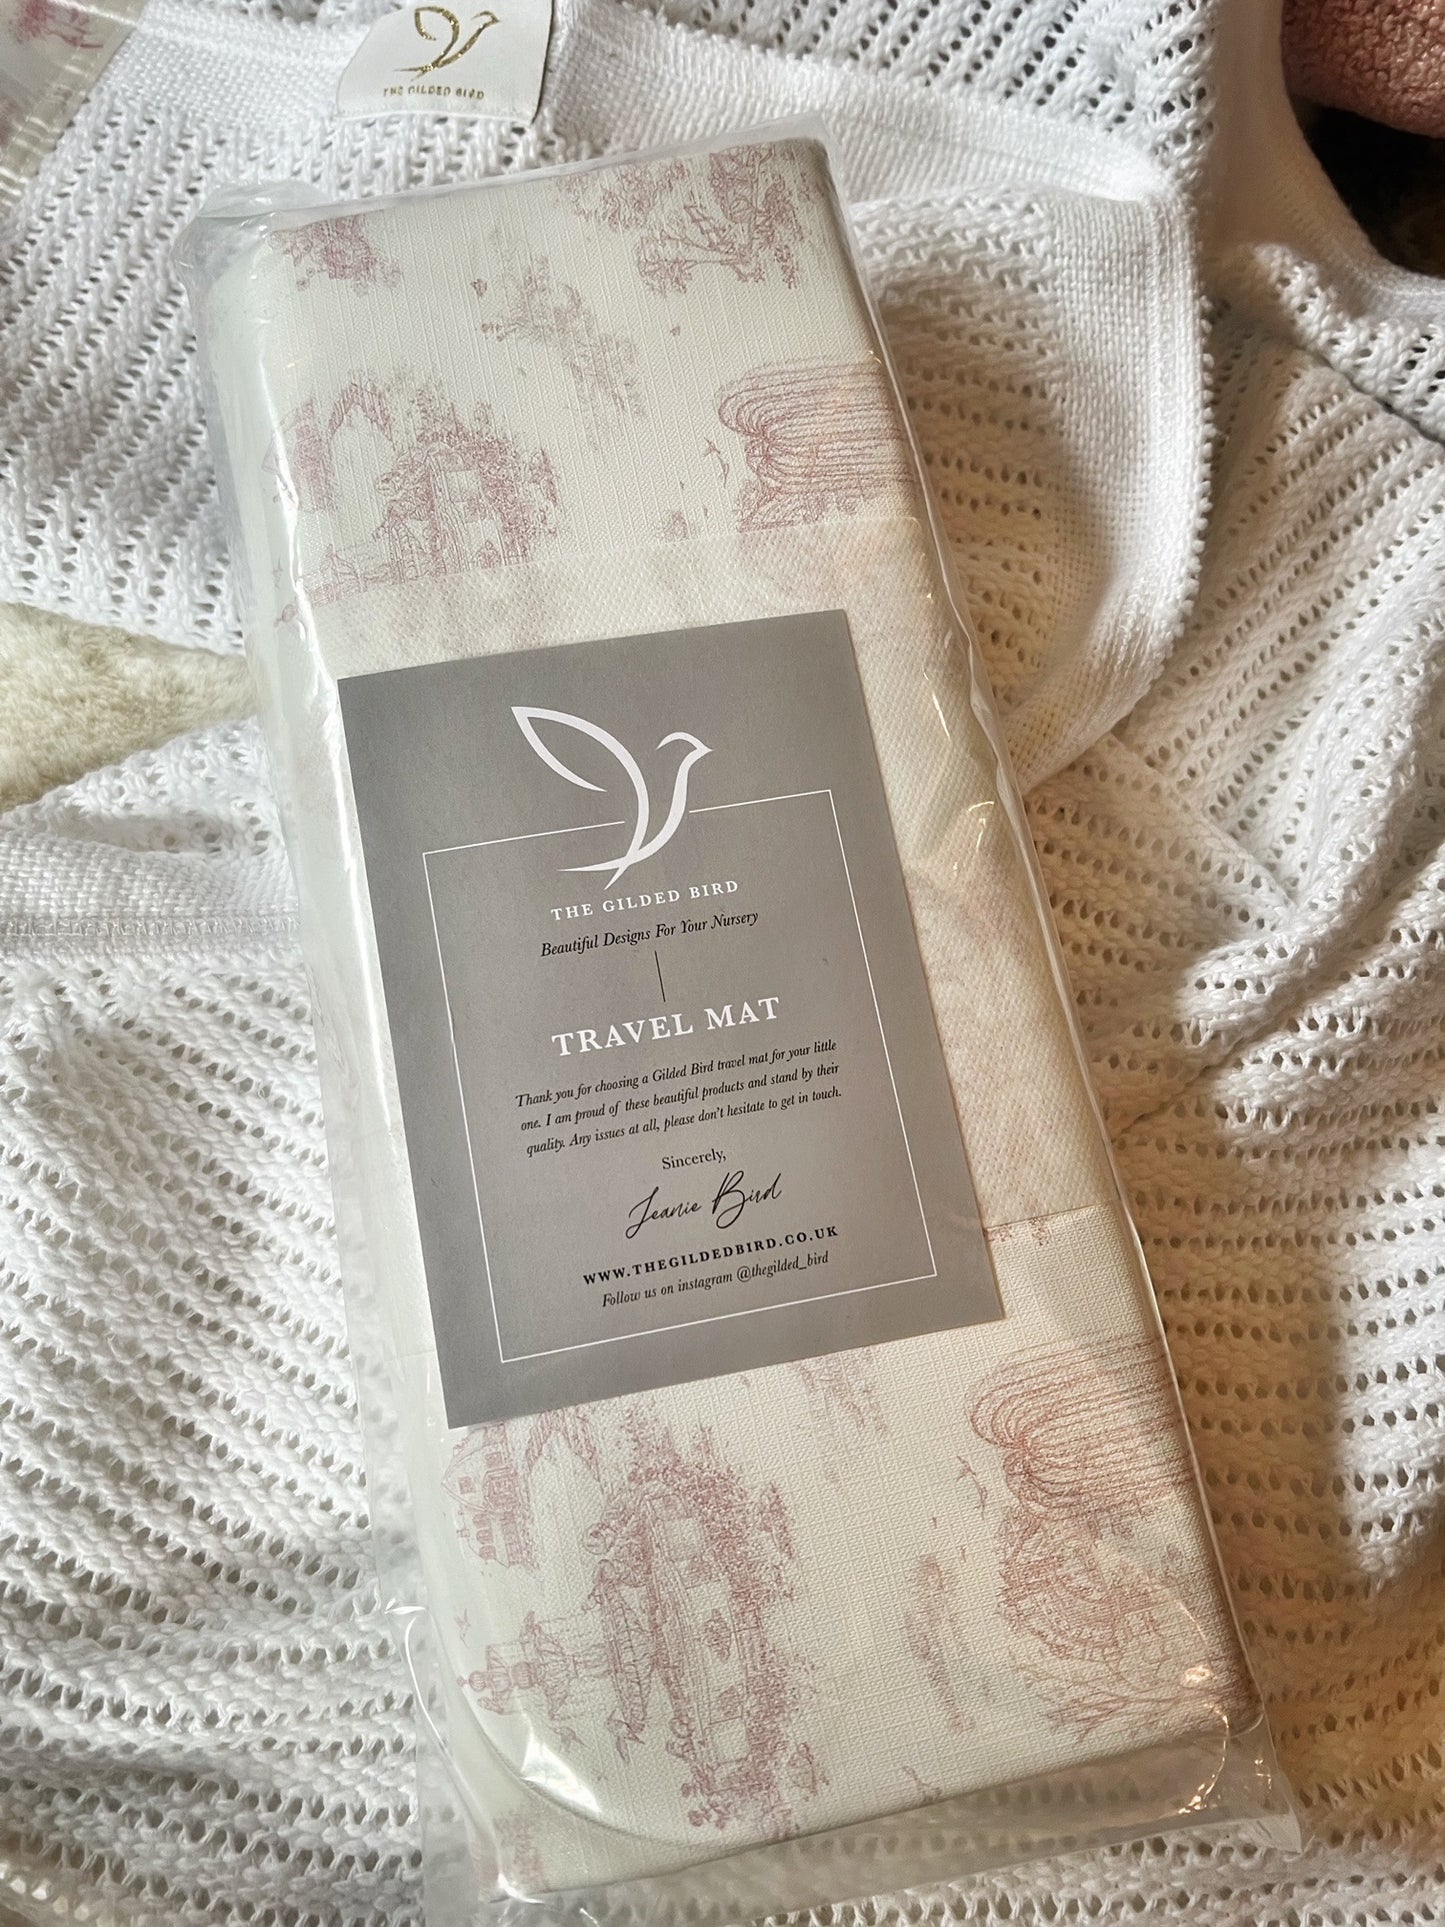 THE GILDED BIRD
THE GILDED BIRD
Beautiful Designs For Your Nursery
TRAVEL MAT
Thank you for choosing a Gilded Bird travel mat for your little
one. I am proud of these beautiful products and stand by their
quality. Any issues at all, please don't hesitate to get in touch.
Sincerely,
Jeanie Bird
WWW.THEGILDEDBIRD.CO.UK
Follow us on instagram @thegilded_bird